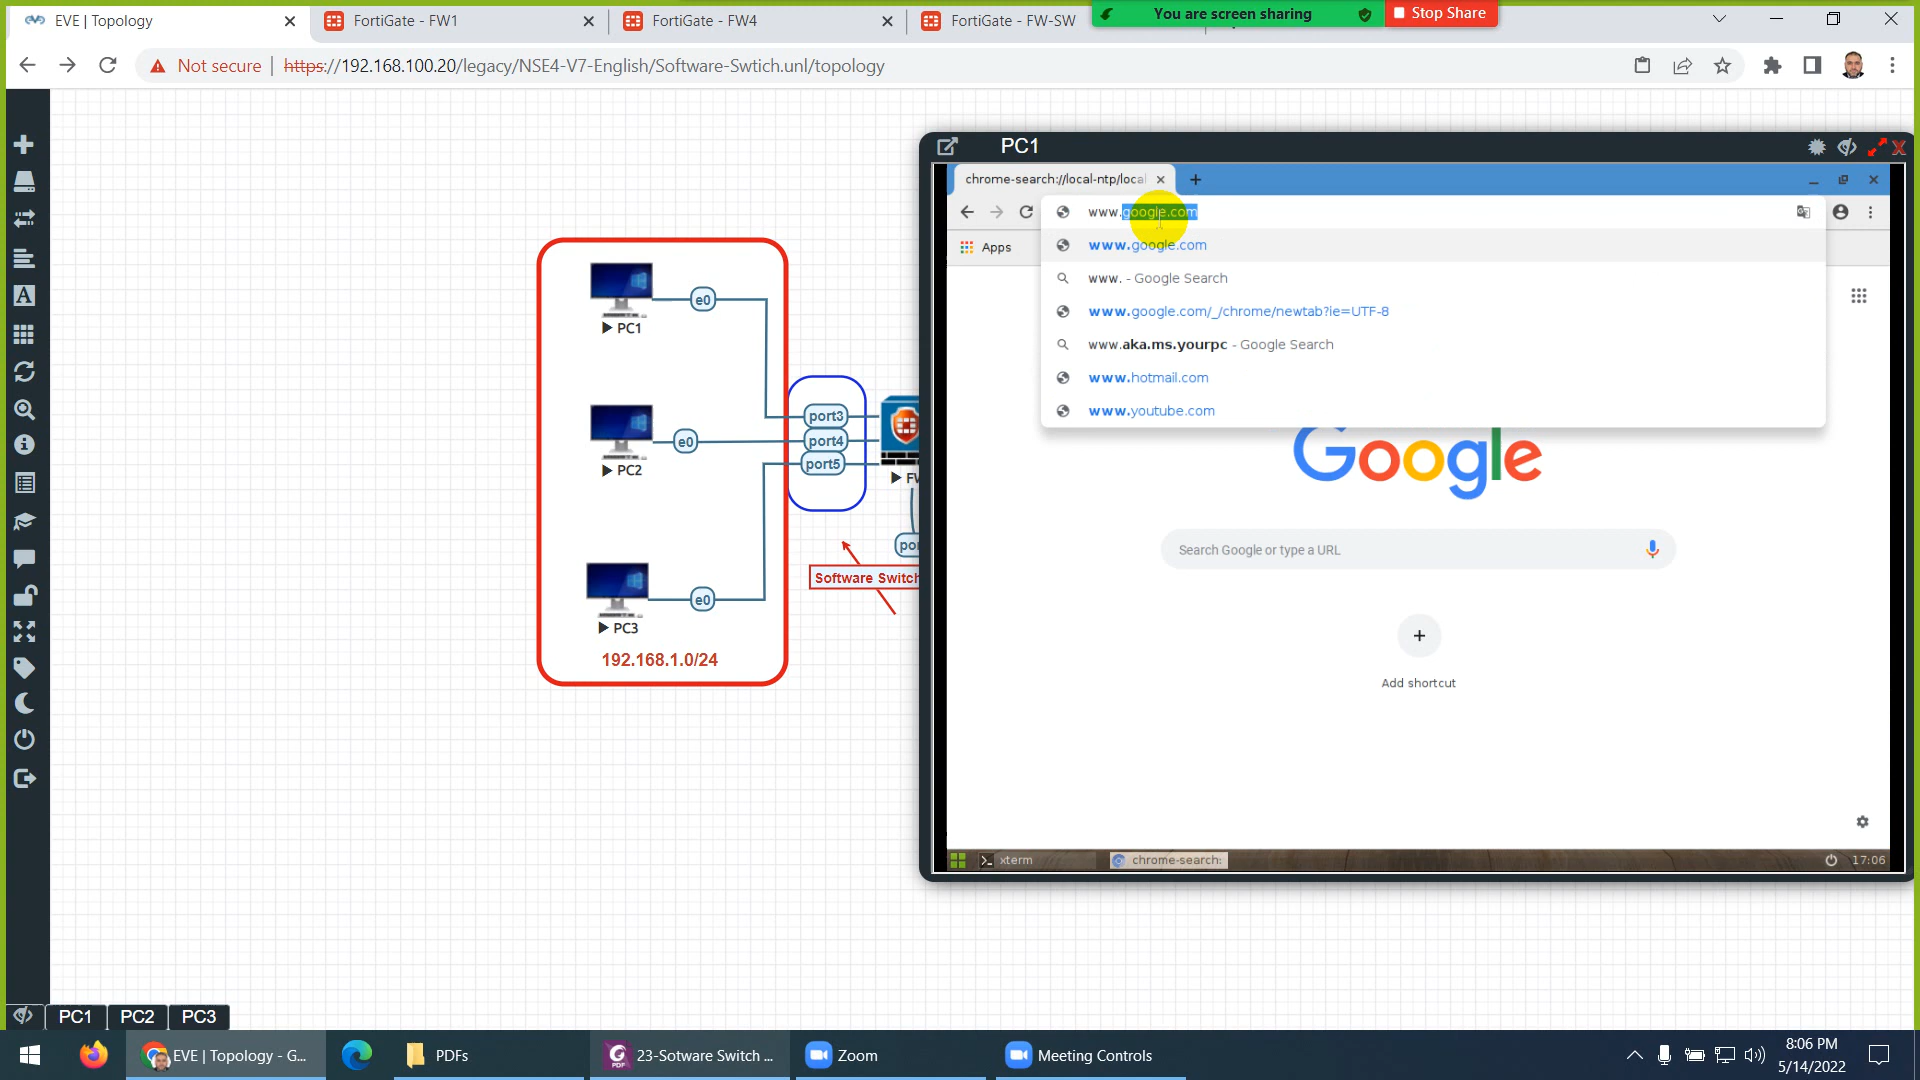 EVE | Topology
FortiGate - FW1
FortiGate - FW4
FortiGate - FW-SW
You are screen sharing
Stop Share
Not secure
https://192.168.100.20/legacy/NSE4-V7-English/Software-Swtich.unl/topology
PC1
chrome-search://local-ntp/local
www.google.com
Apps
www.google.com
www. - Google Search
www.google.com/_/chrome/newtab?ie=UTF-8
www.aka.ms.yourpc - Google Search
www.hotmail.com
www.youtube.com
Google
Search Google or type a URL
Add shortcut
xterm
chrome-search:
17:06
e0
PC1
e0
PC2
e0
PC3
192.168.1.0/24
port3
port4
port5
Software Switch
PC1
PC2
PC3
EVE | Topology - G...
PDFs
23-Sotware Switch ...
Zoom
Meeting Controls
8:06 PM
5/14/2022